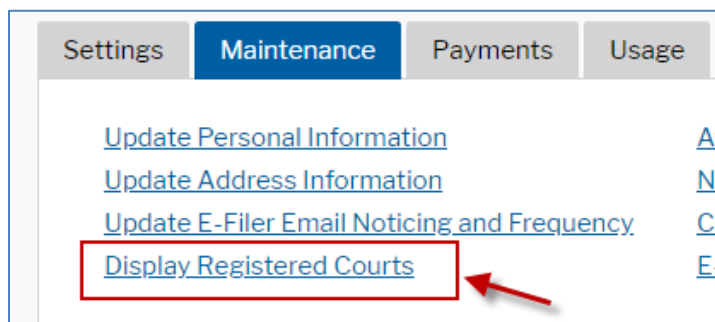 Settings Maintenance Payments Usage
Update Personal Information A
Update Address Information N
Update E-Filer Email Noticing and Frequency C
Display Registered Courts E